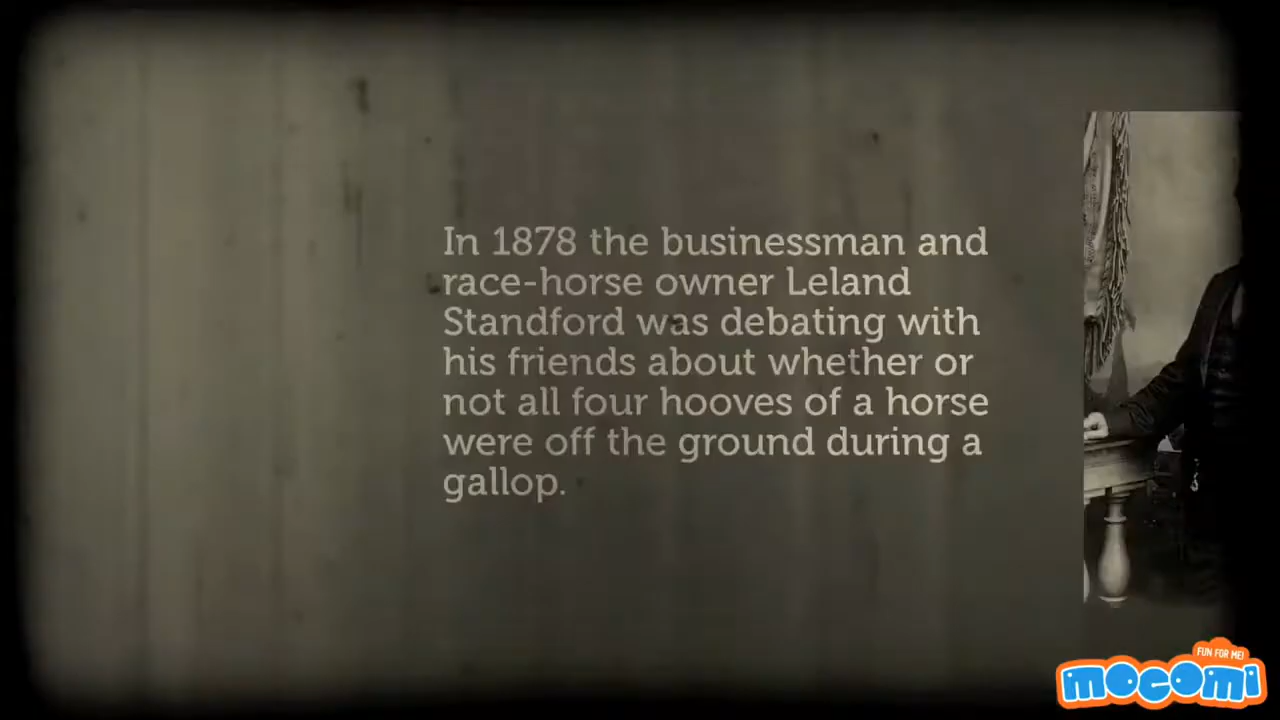 In 1878 the businessman and
race-horse owner Leland
Standford was debating with
his friends about whether or
not all four hooves of a horse
were off the ground during a
gallop.
FUN FOR ME!
mocomi